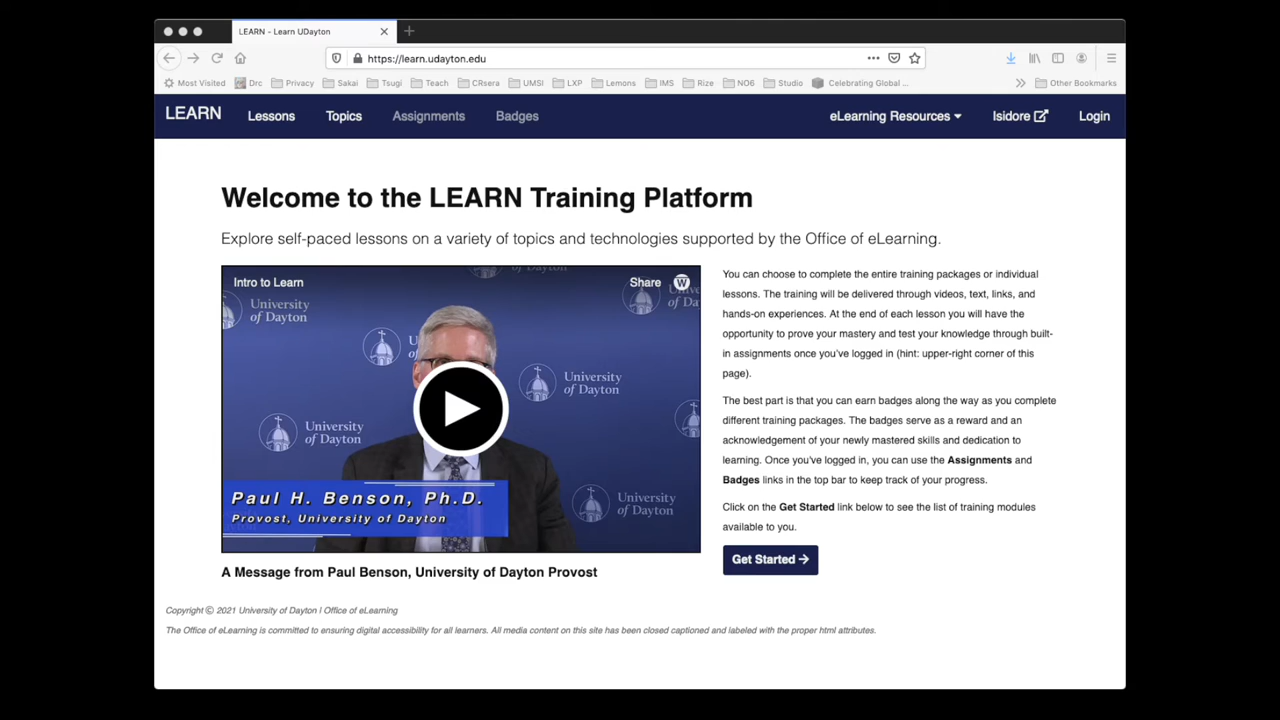 LEARN - Learn UDayton
https://learn.udayton.edu
Most Visited Drc Privacy Sakai Tsugi Teach CRsera UMSI LXP Lemons IMS Rize NO6 Studio Celebrating Global ... Other Bookmarks
LEARN Lessons Topics Assignments Badges eLearning Resources Isidore Login
Welcome to the LEARN Training Platform
Explore self-paced lessons on a variety of topics and technologies supported by the Office of eLearning.
Intro to Learn
Share
W
University
of Dayton
University
of Dayton
University
of Dayton
University
of Dayton
University
of Dayton
Paul H. Benson, Ph.D.
Provost, University of Dayton
A Message from Paul Benson, University of Dayton Provost
You can choose to complete the entire training packages or individual
lessons. The training will be delivered through videos, text, links, and
hands-on experiences. At the end of each lesson you will have the
opportunity to prove your mastery and test your knowledge through built-
in assignments once you've logged in (hint: upper-right corner of this
page).
The best part is that you can earn badges along the way as you complete
different training packages. The badges serve as a reward and an
acknowledgement of your newly mastered skills and dedication to
learning. Once you've logged in, you can use the Assignments and
Badges links in the top bar to keep track of your progress.
Click on the Get Started link below to see the list of training modules
available to you.
Get Started
Copyright © 2021 University of Dayton | Office of eLearning
The Office of eLearning is committed to ensuring digital accessibility for all learners. All media content on this site has been closed captioned and labeled with the proper html attributes.